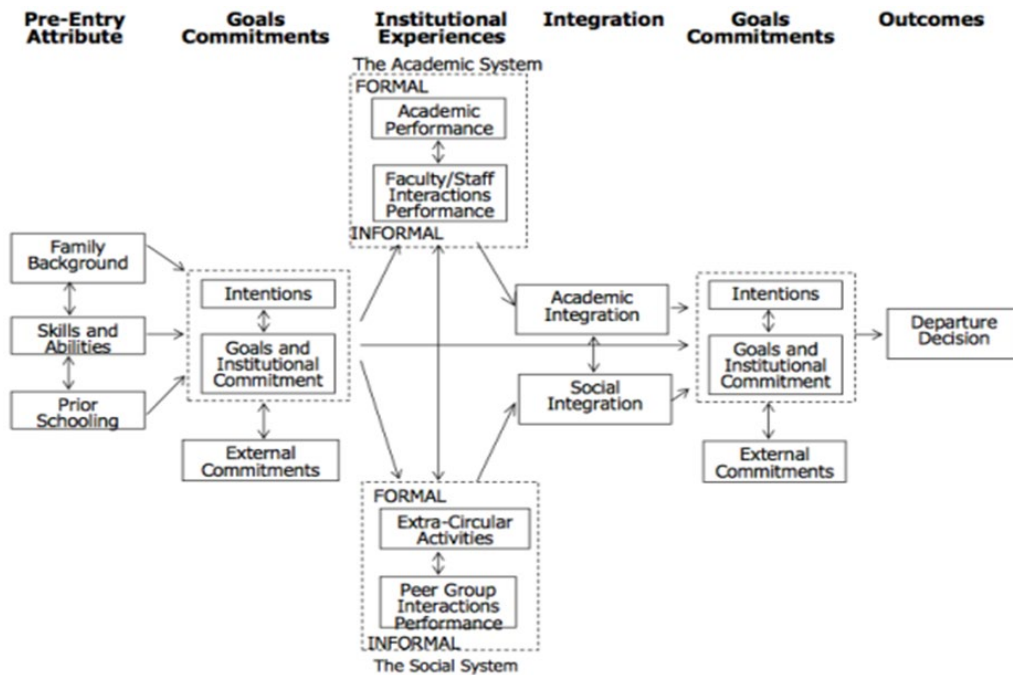 Pre-Entry
Attribute
Goals
Commitments
Institutional
Experiences
Integration
Goals
Commitments
Outcomes
The Academic System
FORMAL
Academic
Performance
Faculty/Staff
Interactions
Performance
INFORMAL
Family
Background
Skills and
Abilities
Prior
Schooling
Intentions
Goals and
Institutional
Commitment
External
Commitments
Academic
Integration
Social
Integration
Intentions
Goals and
Institutional
Commitment
External
Commitments
Departure
Decision
FORMAL
Extra-Circular
Activities
Peer Group
Interactions
Performance
INFORMAL
The Social System